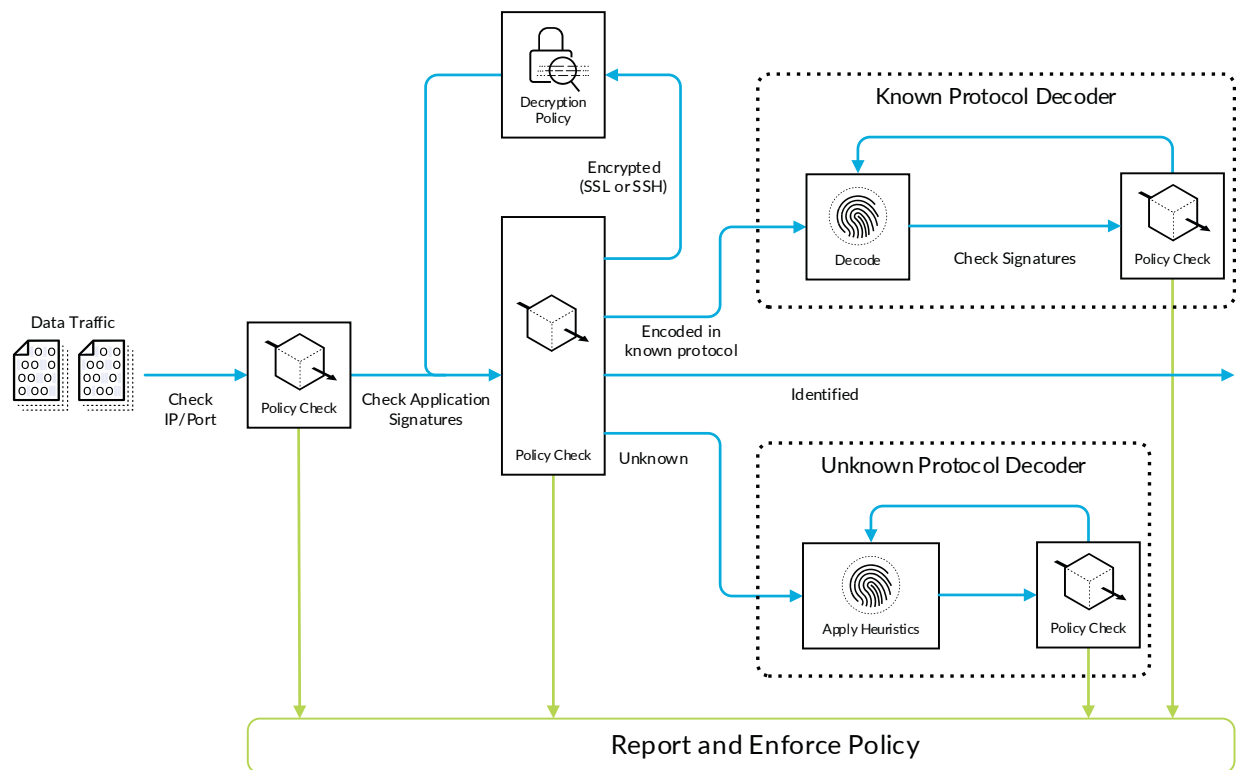 Decryption
Policy
Known Protocol Decoder
Encrypted
(SSL or SSH)
Decode
Check Signatures
Policy Check
Data Traffic
Check
IP/Port
Policy Check
Check Application
Signatures
Policy Check
Encoded in
known protocol
Identified
Unknown
Unknown Protocol Decoder
Apply Heuristics
Policy Check
Report and Enforce Policy